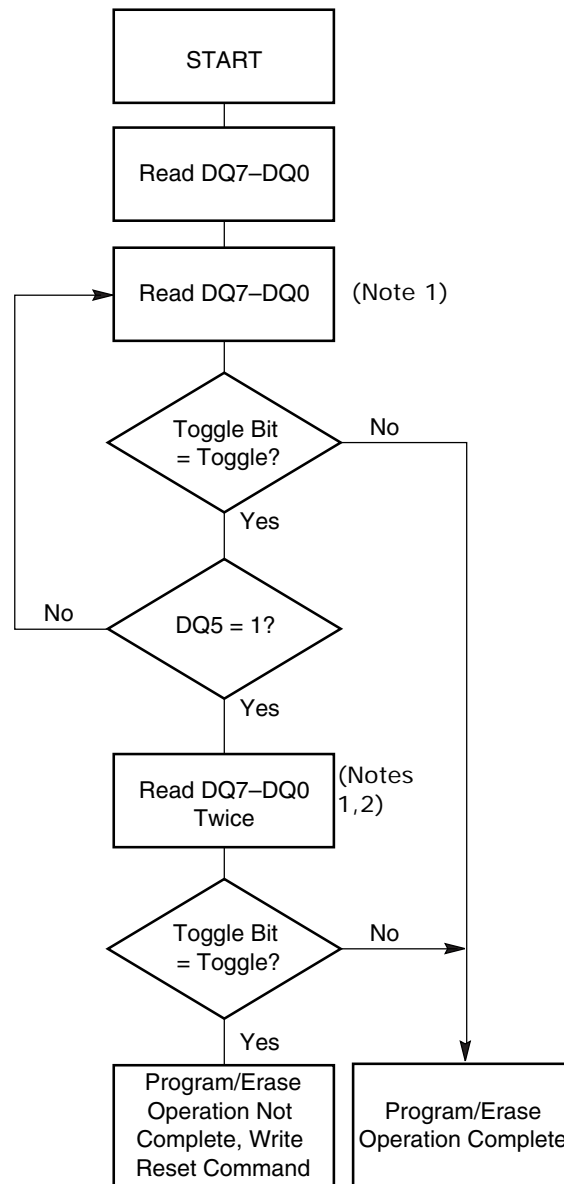 START
Read DQ7–DQ0
Read DQ7–DQ0
(Note 1)
Toggle Bit
= Toggle?
No
Yes
No
DQ5 = 1?
Yes
Read DQ7–DQ0
Twice
(Notes
1,2)
Toggle Bit
= Toggle?
No
Yes
Program/Erase
Operation Not
Complete, Write
Reset Command
Program/Erase
Operation Complete